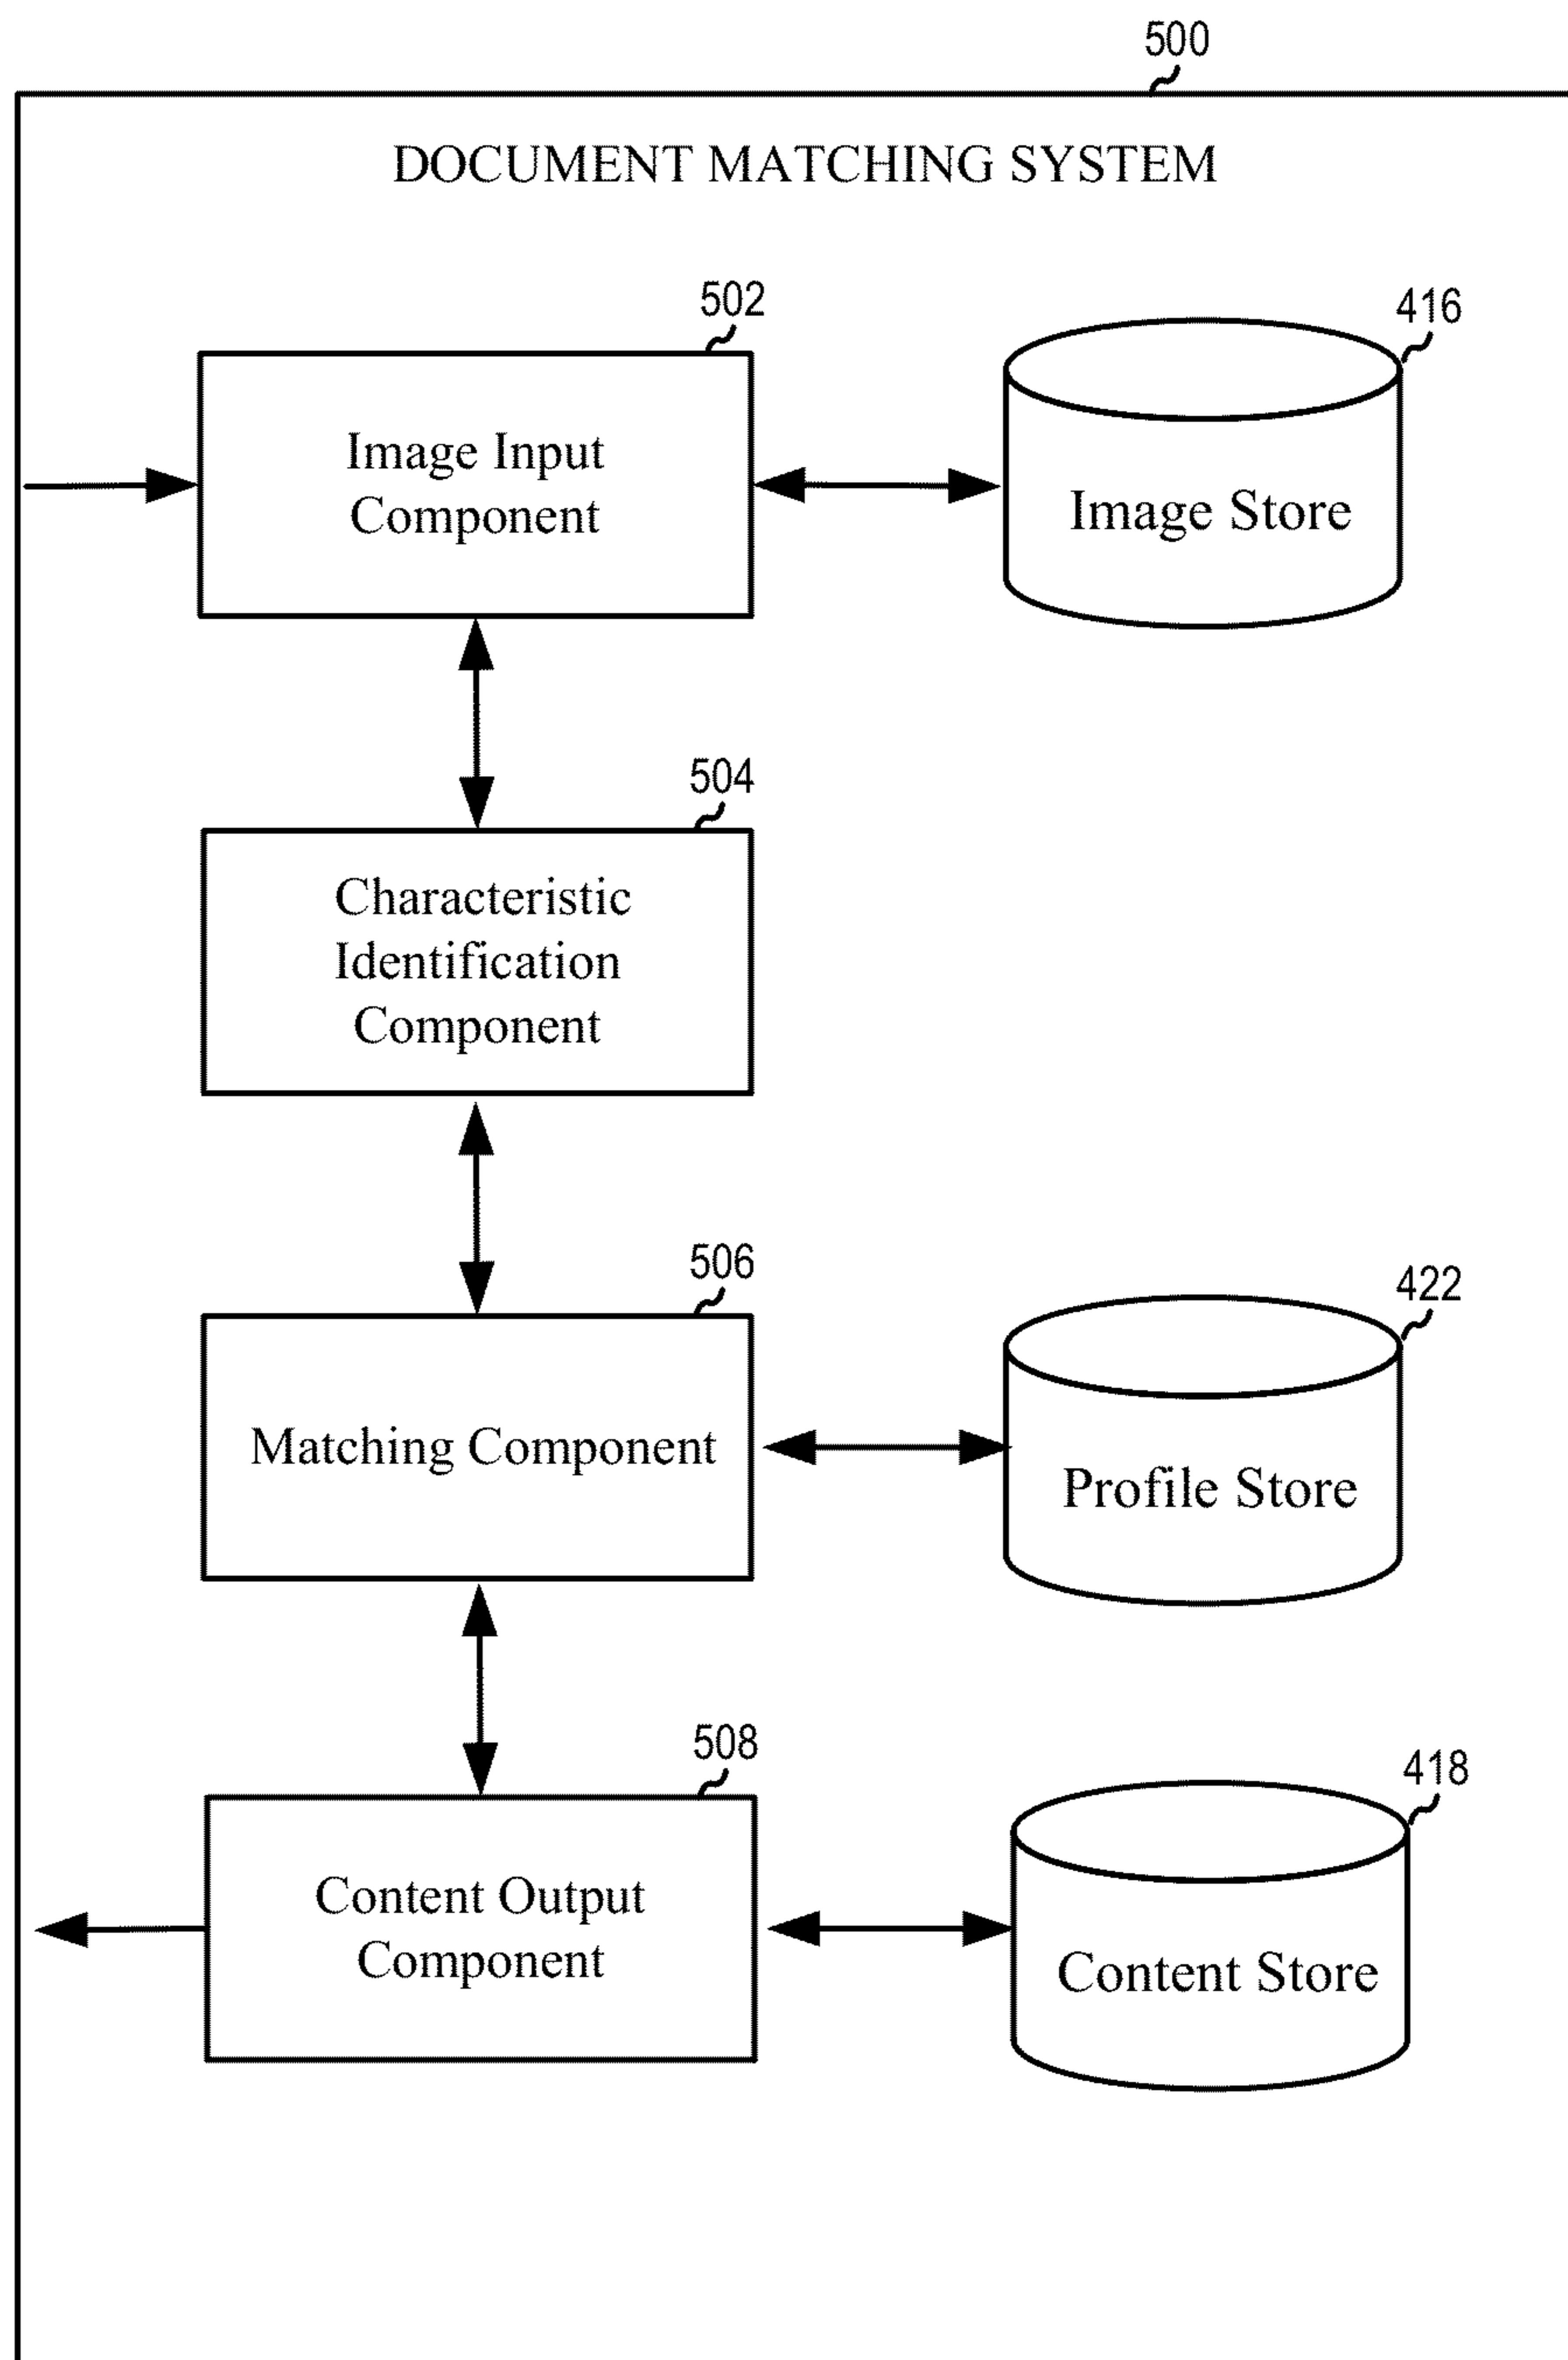 500
DOCUMENT MATCHING SYSTEM
502
416
Image Input
Component
Image Store
504
Characteristic
Identification
Component
506
422
Matching Component
Profile Store
508
418
Content Output
Component
Content Store